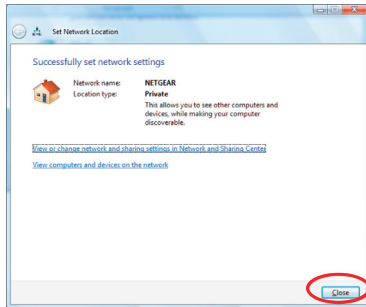 Set Network Location
Successfully set network settings
Network name: NETGEAR
Location type: Private
This allows you to see other computers and
devices, while making your computer
discoverable.
View or change network and sharing settings in Network and Sharing Center
View computers and devices on the network
Close